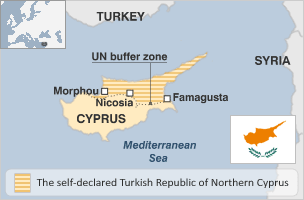 TURKEY
UN buffer zone
SYRIA
Morphou
Nicosia
Famagusta
CYPRUS
Mediterranean
Sea
The self-declared Turkish Republic of Northern Cyprus